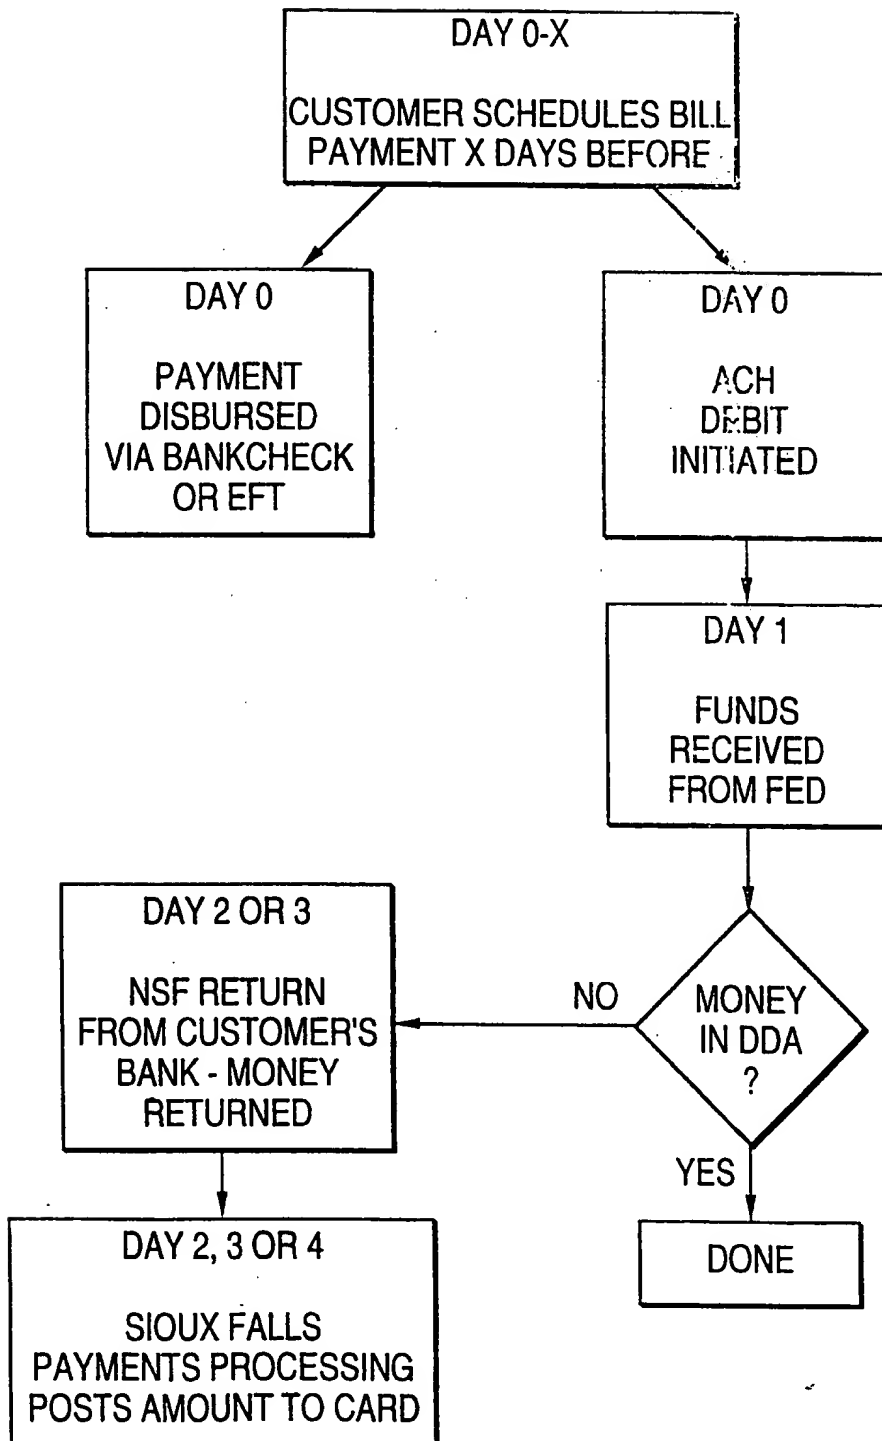 DAY 0-X
CUSTOMER SCHEDULES BILL
PAYMENT X DAYS BEFORE
DAY 0
PAYMENT
DISBURSED
VIA BANKCHECK
OR EFT
DAY 0
ACH
DEBIT
INITIATED
DAY 1
FUNDS
RECEIVED
FROM FED
MONEY
IN DDA
?
NO
YES
DAY 2 OR 3
NSF RETURN
FROM CUSTOMER'S
BANK - MONEY
RETURNED
DONE
DAY 2, 3 OR 4
SIOUX FALLS
PAYMENTS PROCESSING
POSTS AMOUNT TO CARD